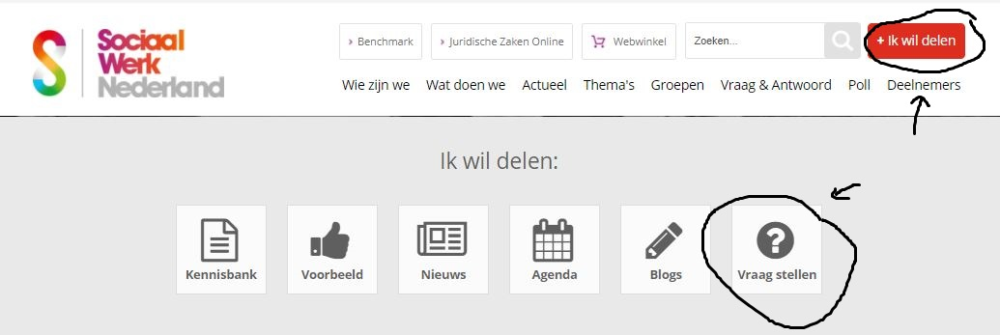 Sociaal
Werk
Nederland
› Benchmark
› Juridische Zaken Online
Webwinkel
Zoeken...
+ Ik wil delen
Wie zijn we
Wat doen we
Actueel
Thema's
Groepen
Vraag & Antwoord
Poll
Deelnemers
Ik wil delen:
Kennisbank
Voorbeeld
Nieuws
Agenda
Blogs
Vraag stellen